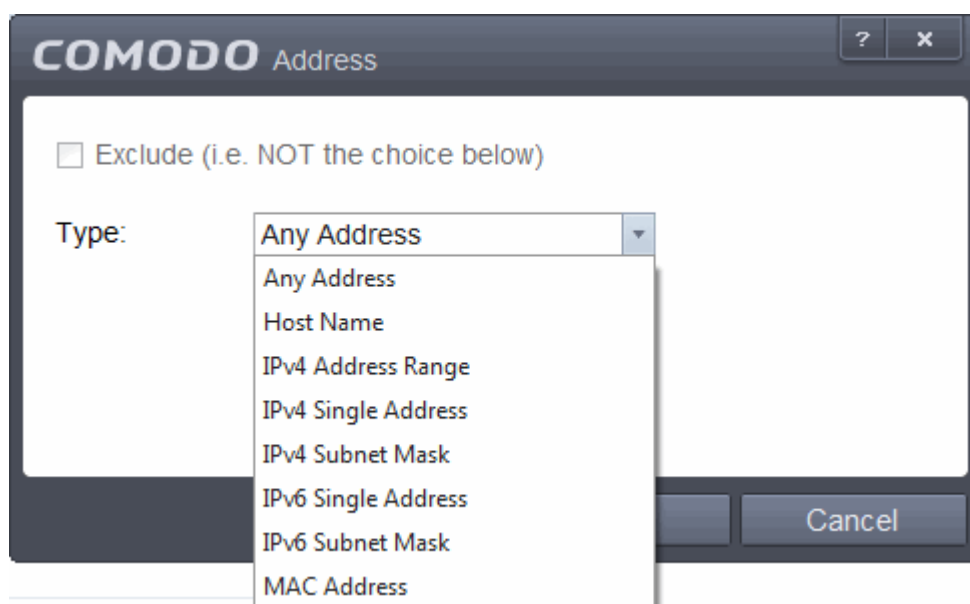 COMODO Address
? x
Exclude (i.e. NOT the choice below)
Type: Any Address
Any Address
Host Name
IPv4 Address Range
IPv4 Single Address
IPv4 Subnet Mask
IPv6 Single Address
IPv6 Subnet Mask
MAC Address
Cancel